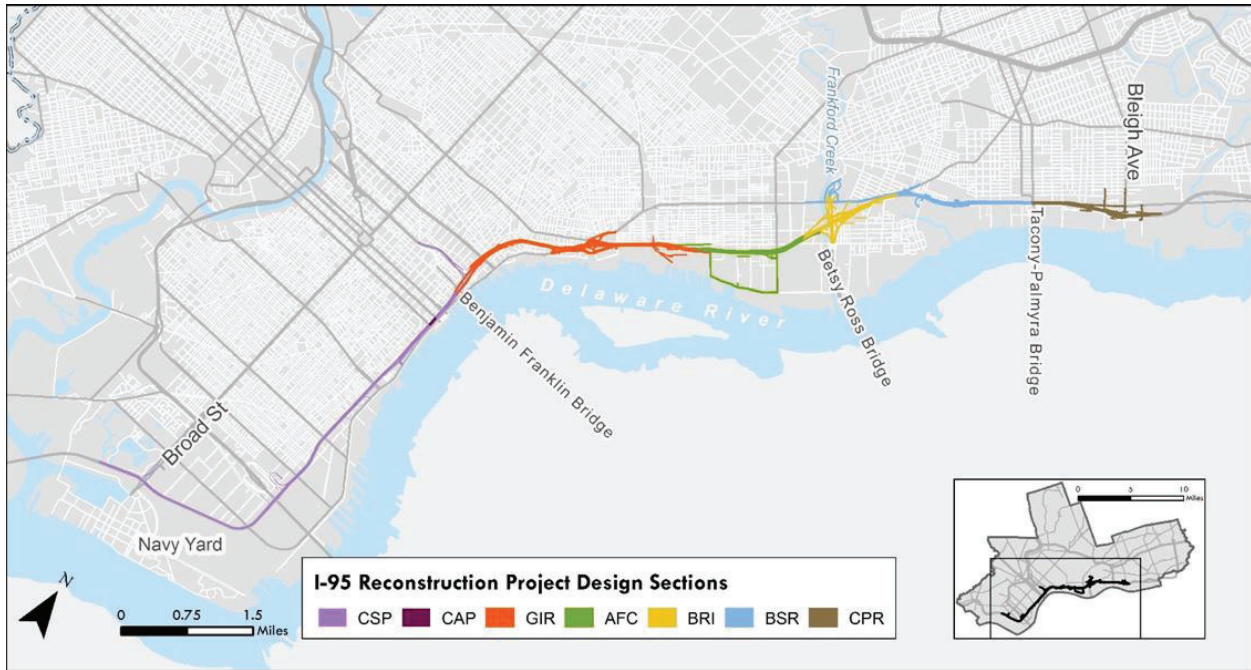 Frankford Creek
Bleigh Ave
Tacony-Palmyra Bridge
Betsy Ross Bridge
Delaware River
Benjamin Franklin Bridge
Broad St
Navy Yard
N
0 0.75 1.5
Miles
I-95 Reconstruction Project Design Sections
CSP CAP GIR AFC BRI BSR CPR
0 5 10
Miles